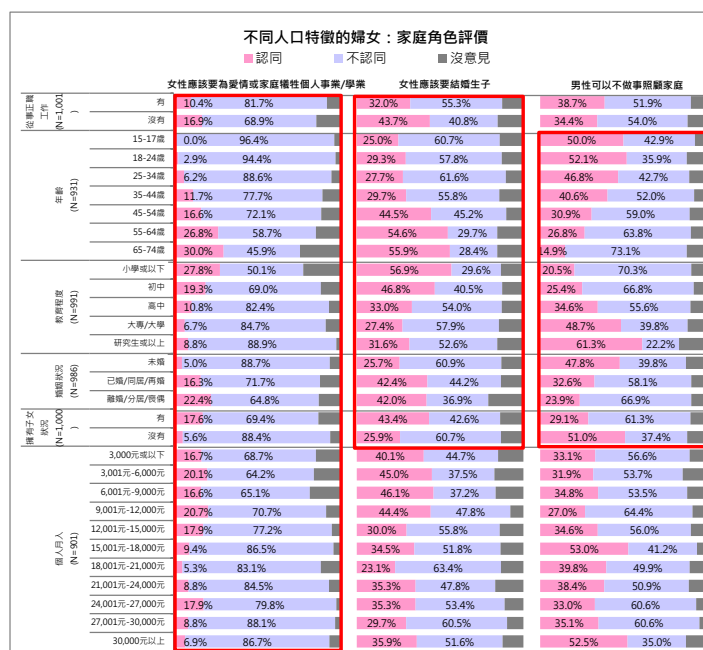 不同人口特徵的婦女：家庭角色評價
認同 不認同 沒意見
女性應該要為愛情或家庭犧牲個人事業/學業 女性應該要結婚生子 男性可以不做事照顧家庭
從事正職工作 (N=1,001)
有 10.4% 81.7% 32.0% 55.3% 38.7% 51.9%
沒有 16.9% 68.9% 43.7% 40.8% 34.4% 54.0%
年齡 (N=931)
15-17歲 0.0% 96.4% 25.0% 60.7% 50.0% 42.9%
18-24歲 2.9% 94.4% 29.3% 57.8% 52.1% 35.9%
25-34歲 6.2% 88.6% 27.7% 61.6% 46.8% 42.7%
35-44歲 11.7% 77.7% 29.7% 55.8% 40.6% 52.0%
45-54歲 16.6% 72.1% 44.5% 45.2% 30.9% 59.0%
55-64歲 26.8% 58.7% 54.6% 29.7% 26.8% 63.8%
65-74歲 30.0% 45.9% 55.9% 28.4% 14.9% 73.1%
教育程度 (N=991)
小學或以下 27.8% 50.1% 56.9% 29.6% 20.5% 70.3%
初中 19.3% 69.0% 46.8% 40.5% 25.4% 66.8%
高中 10.8% 82.4% 33.0% 54.0% 34.6% 55.6%
大專/大學 6.7% 84.7% 27.4% 57.9% 48.7% 39.8%
研究生或以上 8.8% 88.9% 31.6% 52.6% 61.3% 22.2%
婚姻狀況 (N=986)
未婚 5.0% 88.7% 25.7% 60.9% 47.8% 39.8%
已婚/同居/再婚 16.3% 71.7% 42.4% 44.2% 32.6% 58.1%
離婚/分居/喪偶 22.4% 64.8% 42.0% 36.9% 23.9% 66.9%
擁有子女狀況 (N=1,000)
有 17.6% 69.4% 43.4% 42.6% 29.1% 61.3%
沒有 5.6% 88.4% 25.9% 60.7% 51.0% 37.4%
個人月入 (N=901)
3,000元或以下 16.7% 68.7% 40.1% 44.7% 33.1% 56.6%
3,001元-6,000元 20.1% 64.2% 45.0% 37.5% 31.9% 53.7%
6,001元-9,000元 16.6% 65.1% 46.1% 37.2% 34.8% 53.5%
9,001元-12,000元 20.7% 70.7% 44.4% 47.8% 27.0% 64.4%
12,001元-15,000元 17.9% 77.2% 30.0% 55.8% 34.6% 56.0%
15,001元-18,000元 9.4% 86.5% 34.5% 51.8% 53.0% 41.2%
18,001元-21,000元 5.3% 83.1% 23.1% 63.4% 39.8% 49.9%
21,001元-24,000元 8.8% 84.5% 35.3% 47.8% 38.4% 50.9%
24,001元-27,000元 17.9% 79.8% 35.3% 53.4% 33.0% 60.6%
27,001元-30,000元 8.8% 88.1% 29.7% 60.5% 35.1% 60.6%
30,000元以上 6.9% 86.7% 35.9% 51.6% 52.5% 35.0%